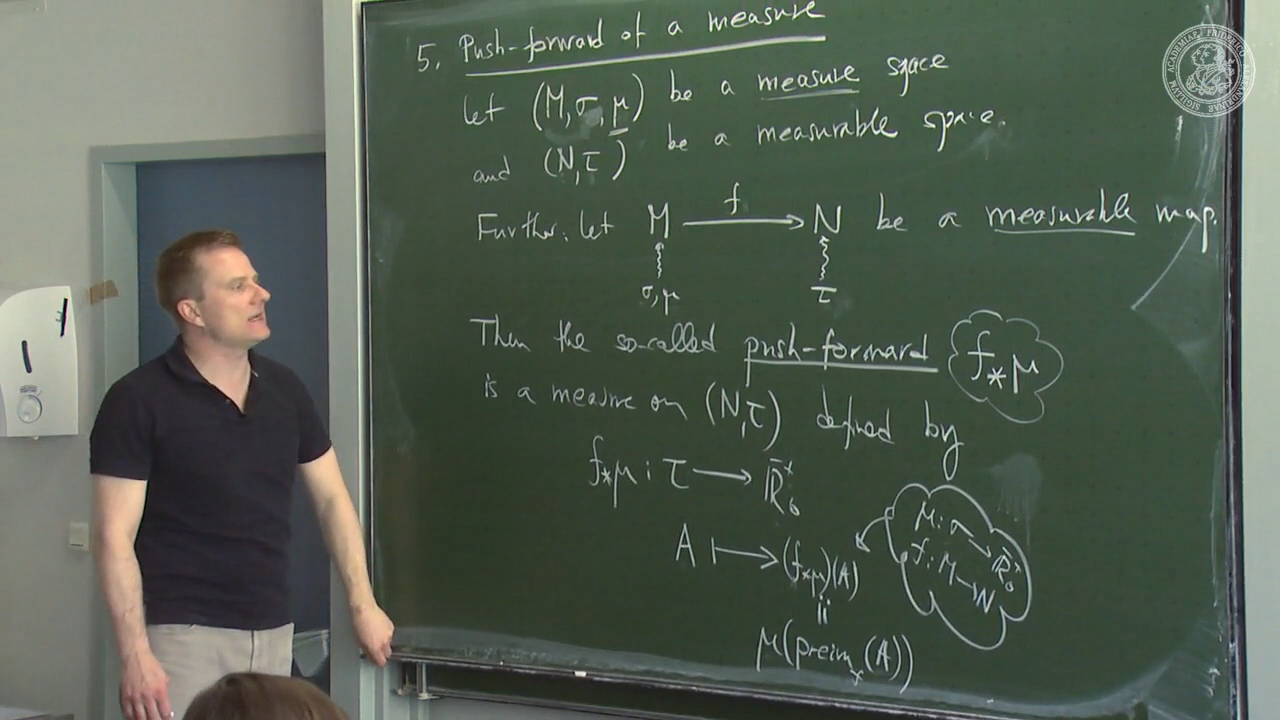 5. Push-forward of a measure
let (M,σ,μ) be a measure space
and (N,τ) be a measurable space.
Further: let M f→ N be a measurable map.
σ,μ τ
Then the so-called push-forward f∗μ
is a measure on (N,τ) defined by
f∗μ : τ → R̄₀⁺
μ: σ → R̄₀⁺
f: M → N
A ↦ (f∗μ)(A)
=
μ(preim_f(A))